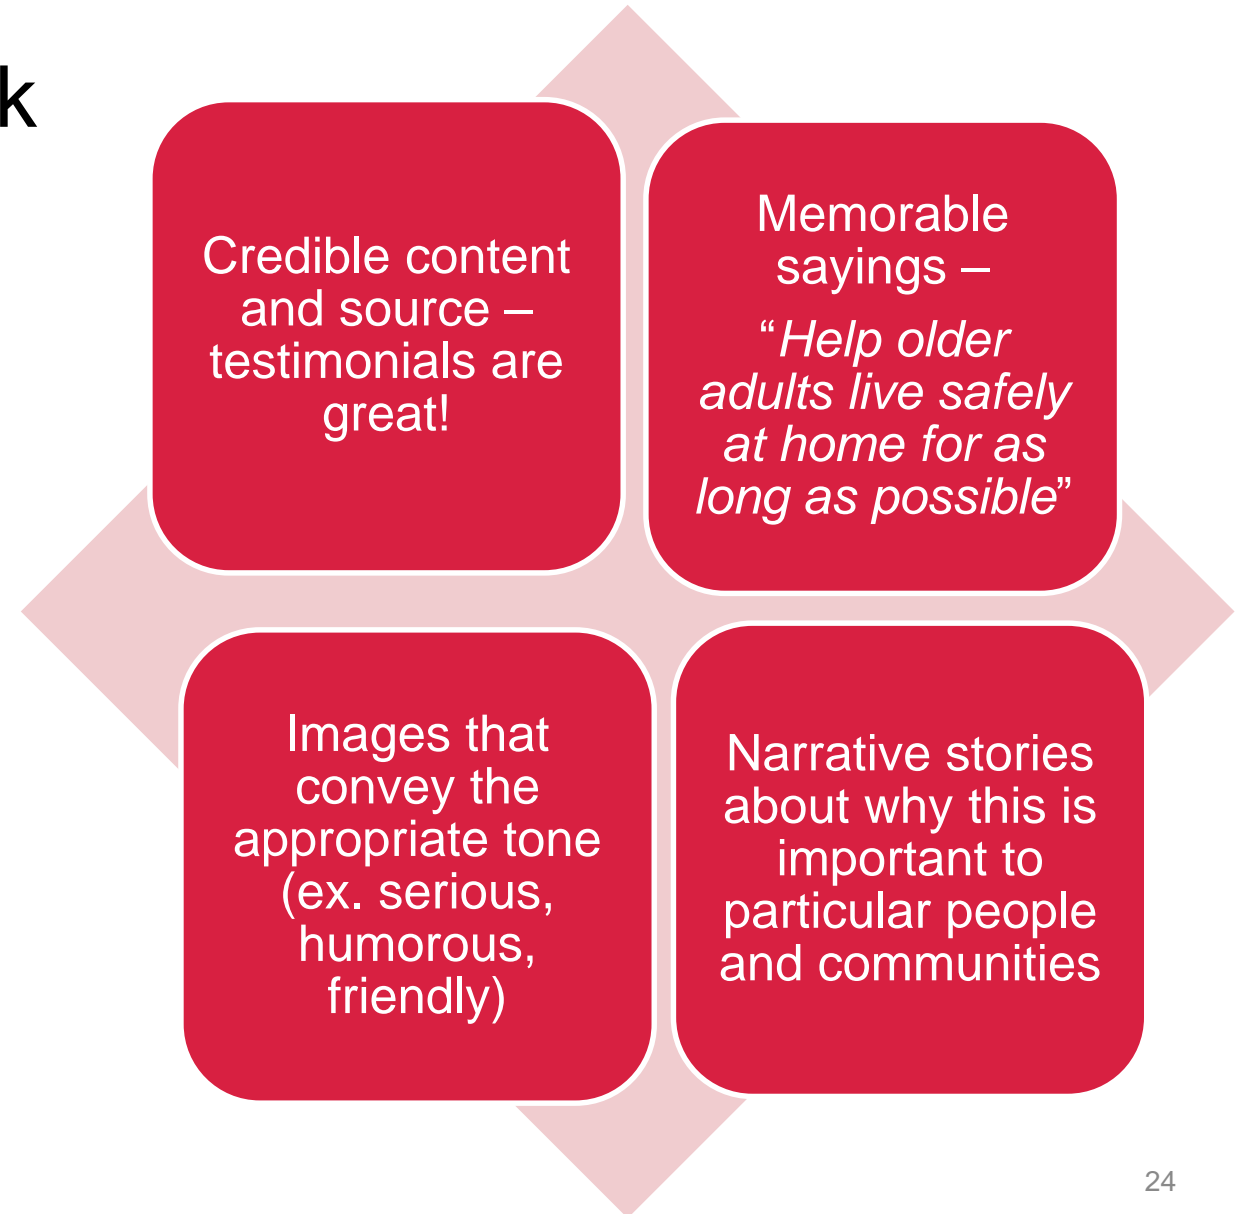 k
Credible content
and source –
testimonials are
great!
Memorable
sayings –
“Help older
adults live safely
at home for as
long as possible”
Images that
convey the
appropriate tone
(ex. serious,
humorous,
friendly)
Narrative stories
about why this is
important to
particular people
and communities
24